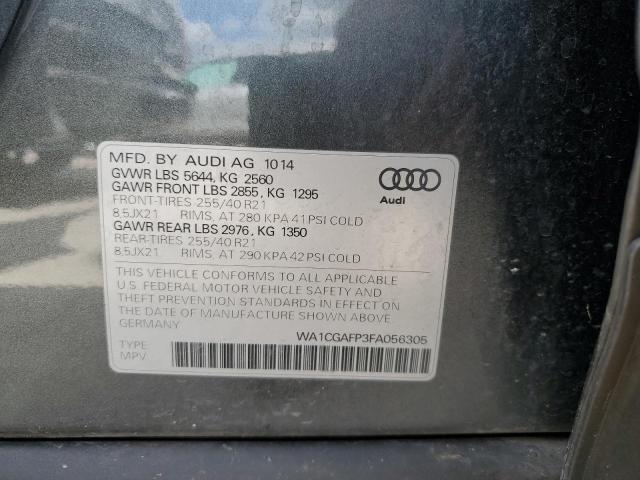 MFD. BY AUDI AG 10 14
GVWR LBS 5644, KG 2560
GAWR FRONT LBS 2855, KG 1295
FRONT-TIRES 255/40 R21
8.5JX21 RIMS, AT 280 KPA 41 PSI COLD
GAWR REAR LBS 2976, KG 1350
REAR-TIRES 255/40 R21
8.5JX21 RIMS, AT 290 KPA 42 PSI COLD
THIS VEHICLE CONFORMS TO ALL APPLICABLE
U.S. FEDERAL MOTOR VEHICLE SAFETY AND
THEFT PREVENTION STANDARDS IN EFFECT ON
THE DATE OF MANUFACTURE SHOWN ABOVE
GERMANY
WA1CGAFP3FA056305
TYPE:
MPV
Audi